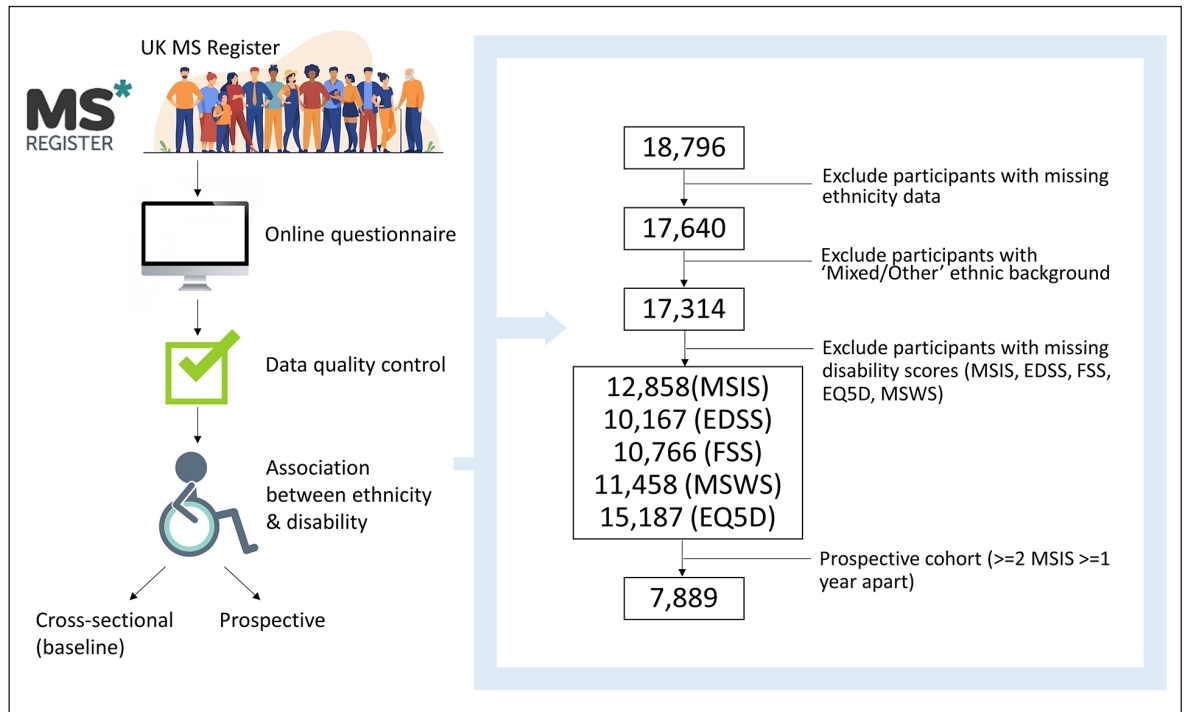 UK MS Register
MS*
REGISTER
Online questionnaire
Data quality control
Association
between ethnicity
& disability
Cross-sectional
(baseline)
Prospective
18,796
Exclude participants with missing
ethnicity data
17,640
Exclude participants with
‘Mixed/Other’ ethnic background
17,314
Exclude participants with missing
disability scores (MSIS, EDSS, FSS,
EQ5D, MSWS)
12,858(MSIS)
10,167 (EDSS)
10,766 (FSS)
11,458 (MSWS)
15,187 (EQ5D)
Prospective cohort (>=2 MSIS >=1
year apart)
7,889